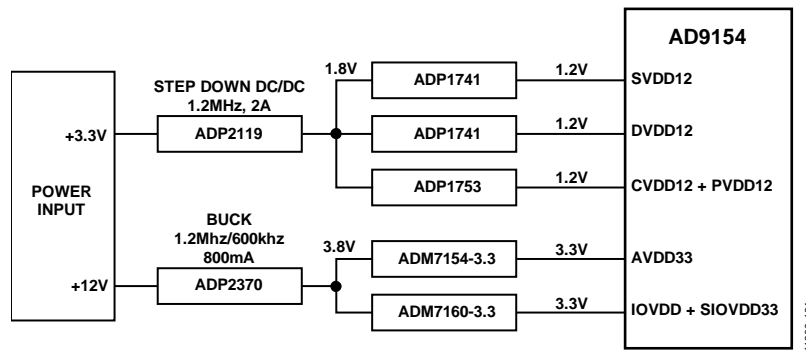 AD9154
POWER
INPUT
+3.3V
+12V
STEP DOWN DC/DC
1.2MHz, 2A
ADP2119
1.8V
ADP1741
1.2V
SVDD12
ADP1741
1.2V
DVDD12
ADP1753
1.2V
CVDD12 + PVDD12
BUCK
1.2Mhz/600khz
800mA
ADP2370
3.8V
ADM7154-3.3
3.3V
AVDD33
ADM7160-3.3
3.3V
IOVDD + SIOVDD33